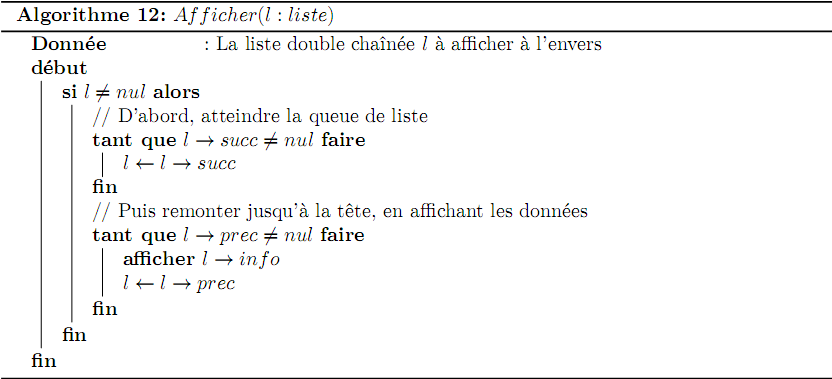 Algorithme 12: Afficher(l : liste)
Donnée : La liste double chaînée l à afficher à l'envers
début
si l ≠ nul alors
// D'abord, atteindre la queue de liste
tant que l → succ ≠ nul faire
l ← l → succ
fin
// Puis remonter jusqu'à la tête, en affichant les données
tant que l → prec ≠ nul faire
afficher l → info
l ← l → prec
fin
fin
fin